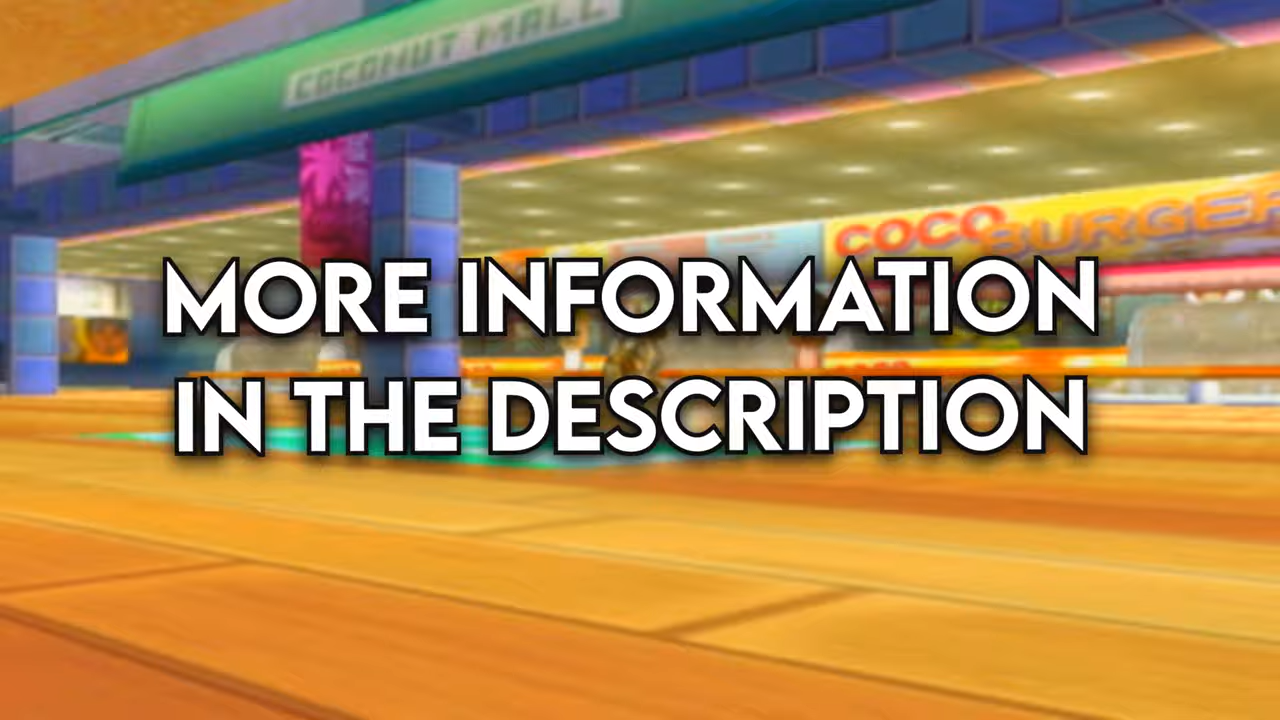 COCONUT MALL
COCO BURGER
MORE INFORMATION
IN THE DESCRIPTION